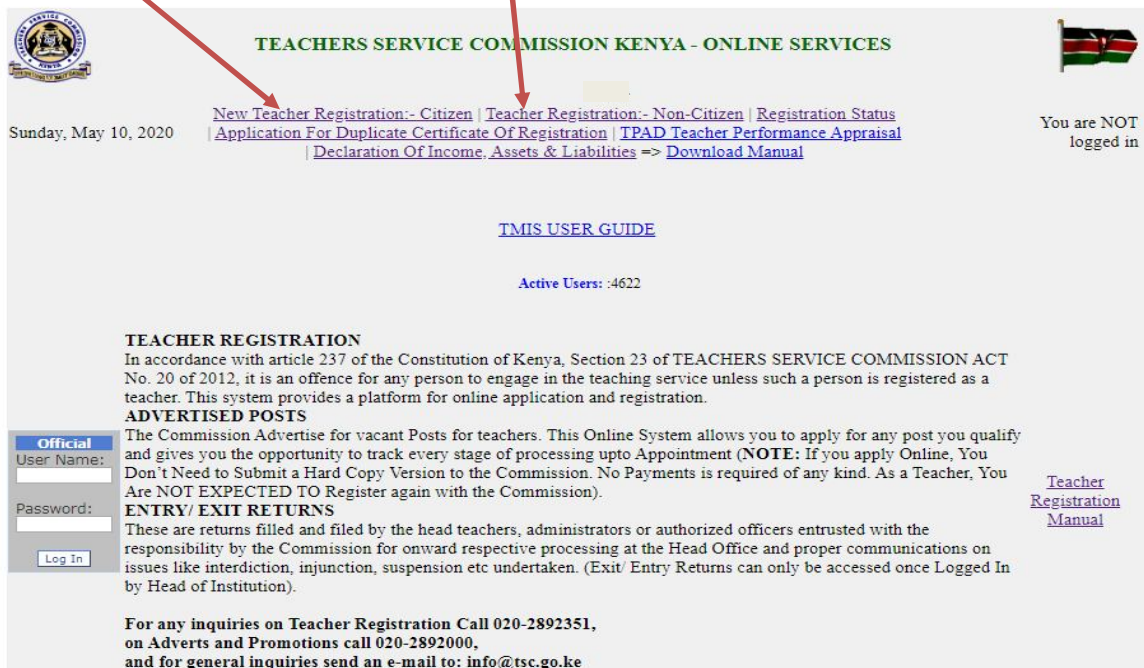 TEACHERS SERVICE COMMISSION KENYA - ONLINE SERVICES
Sunday, May 10, 2020
New Teacher Registration:- Citizen | Teacher Registration:- Non-Citizen | Registration Status
| Application For Duplicate Certificate Of Registration | TPAD Teacher Performance Appraisal
| Declaration Of Income, Assets & Liabilities => Download Manual
You are NOT
logged in
TMIS USER GUIDE
Active Users: :4622
TEACHER REGISTRATION
In accordance with article 237 of the Constitution of Kenya, Section 23 of TEACHERS SERVICE COMMISSION ACT
No. 20 of 2012, it is an offence for any person to engage in the teaching service unless such a person is registered as a
teacher. This system provides a platform for online application and registration.
ADVERTISED POSTS
The Commission Advertise for vacant Posts for teachers. This Online System allows you to apply for any post you qualify
and gives you the opportunity to track every stage of processing upto Appointment (NOTE: If you apply Online, You
Don't Need to Submit a Hard Copy Version to the Commission. No Payments is required of any kind. As a Teacher, You
Are NOT EXPECTED TO Register again with the Commission).
ENTRY/ EXIT RETURNS
These are returns filled and filed by the head teachers, administrators or authorized officers entrusted with the
responsibility by the Commission for onward respective processing at the Head Office and proper communications on
issues like interdiction, injunction, suspension etc undertaken. (Exit/ Entry Returns can only be accessed once Logged In
by Head of Institution).
For any inquiries on Teacher Registration Call 020-2892351,
on Adverts and Promotions call 020-2892000,
and for general inquiries send an e-mail to: info@tsc.go.ke
Official
User Name:
Password:
Log In
Teacher
Registration
Manual